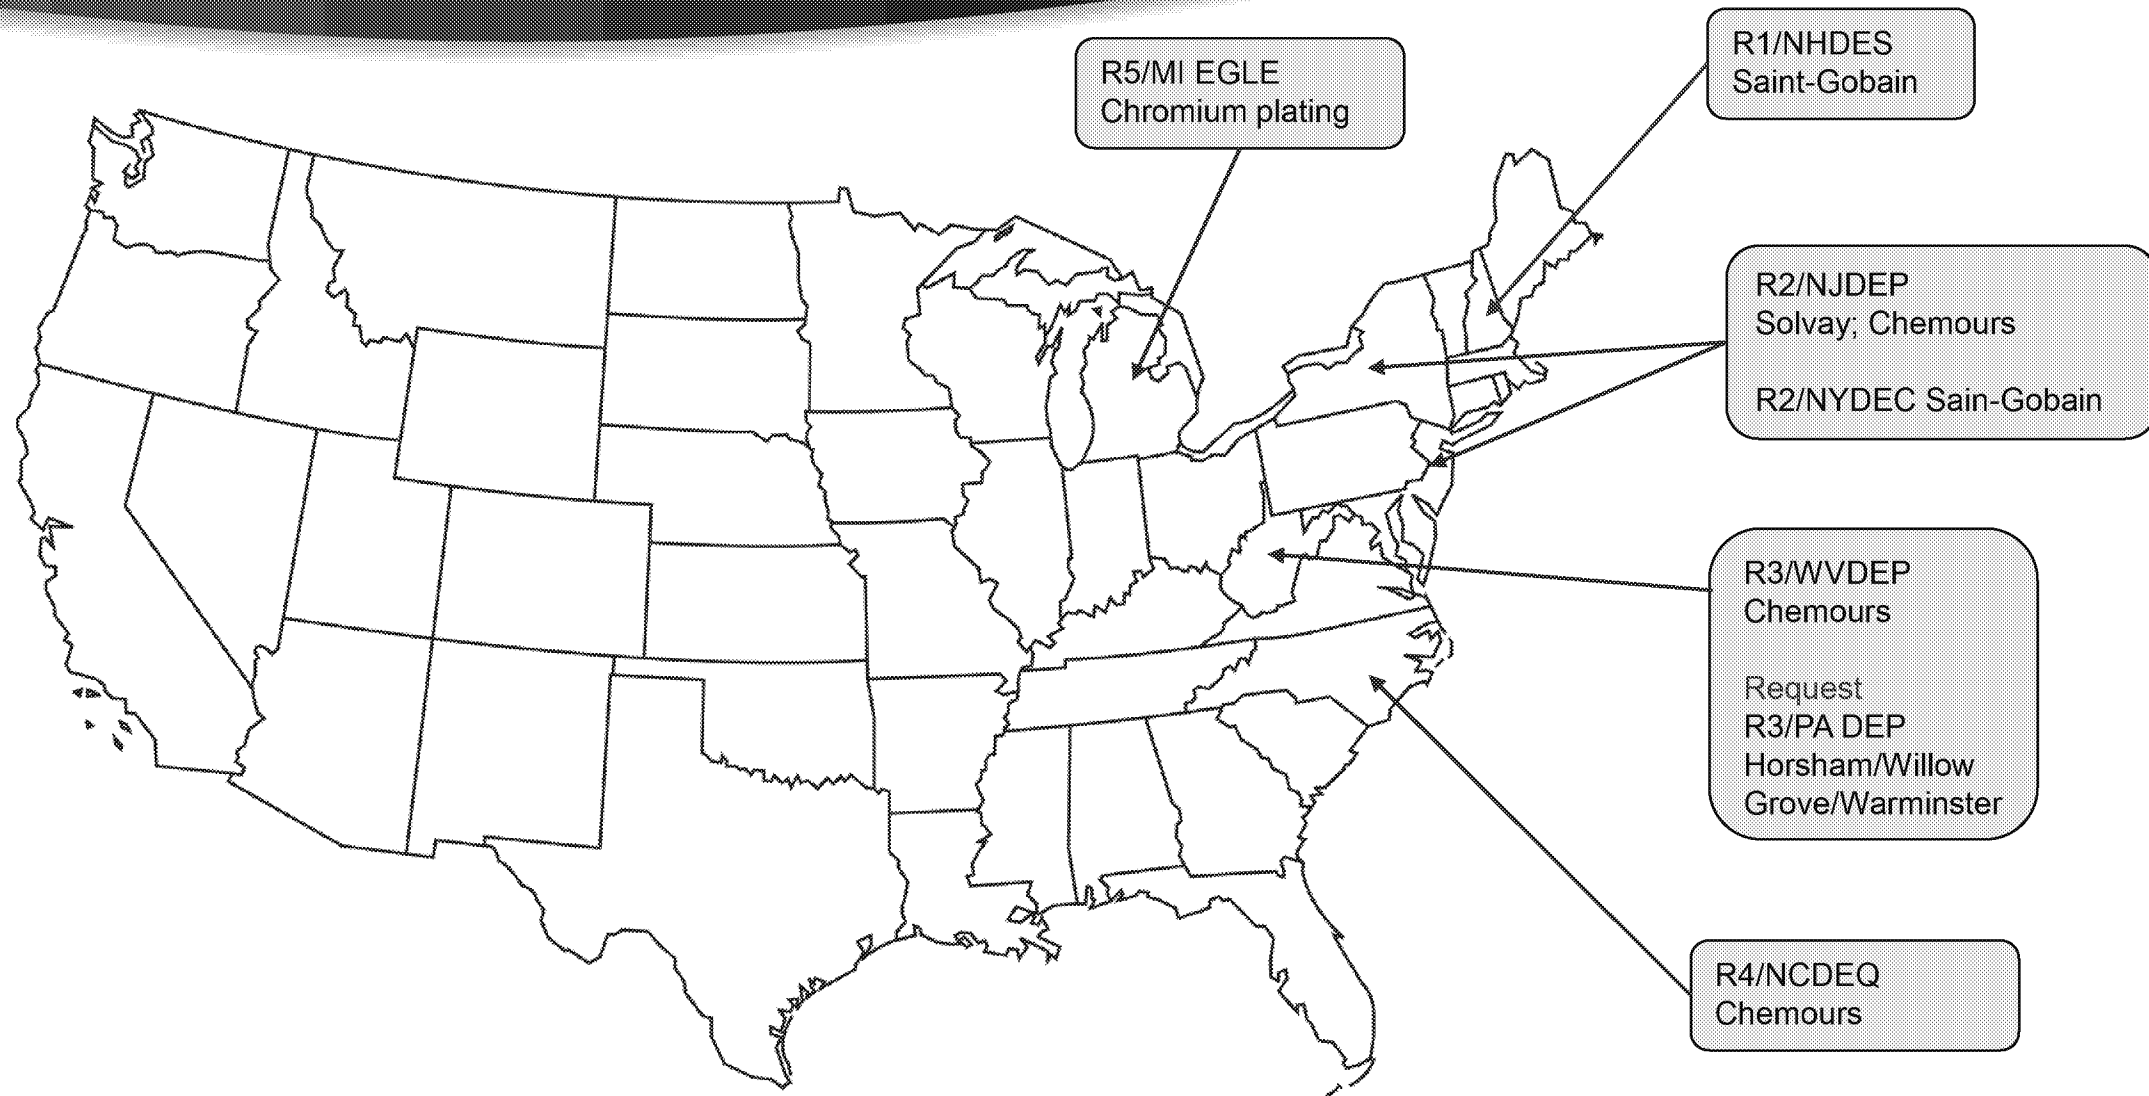 R5/MI EGLE
Chromium plating
R1/NHDES
Saint-Gobain
R2/NJDEP
Solvay; Chemours
R2/NYDEC Sain-Gobain
R3/WVDEP
Chemours
Request
R3/PA DEP
Horsham/Willow
Grove/Warminster
R4/NCDEQ
Chemours